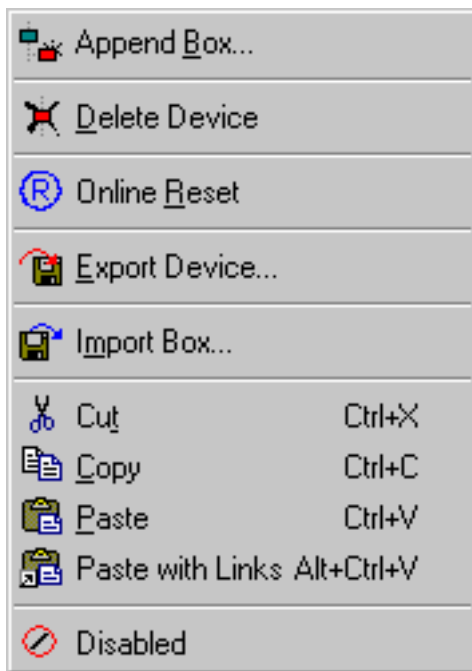 Append Box...
Delete Device
Online Reset
Export Device...
Import Box...
Cut Ctrl+X
Copy Ctrl+C
Paste Ctrl+V
Paste with Links Alt+Ctrl+V
Disabled